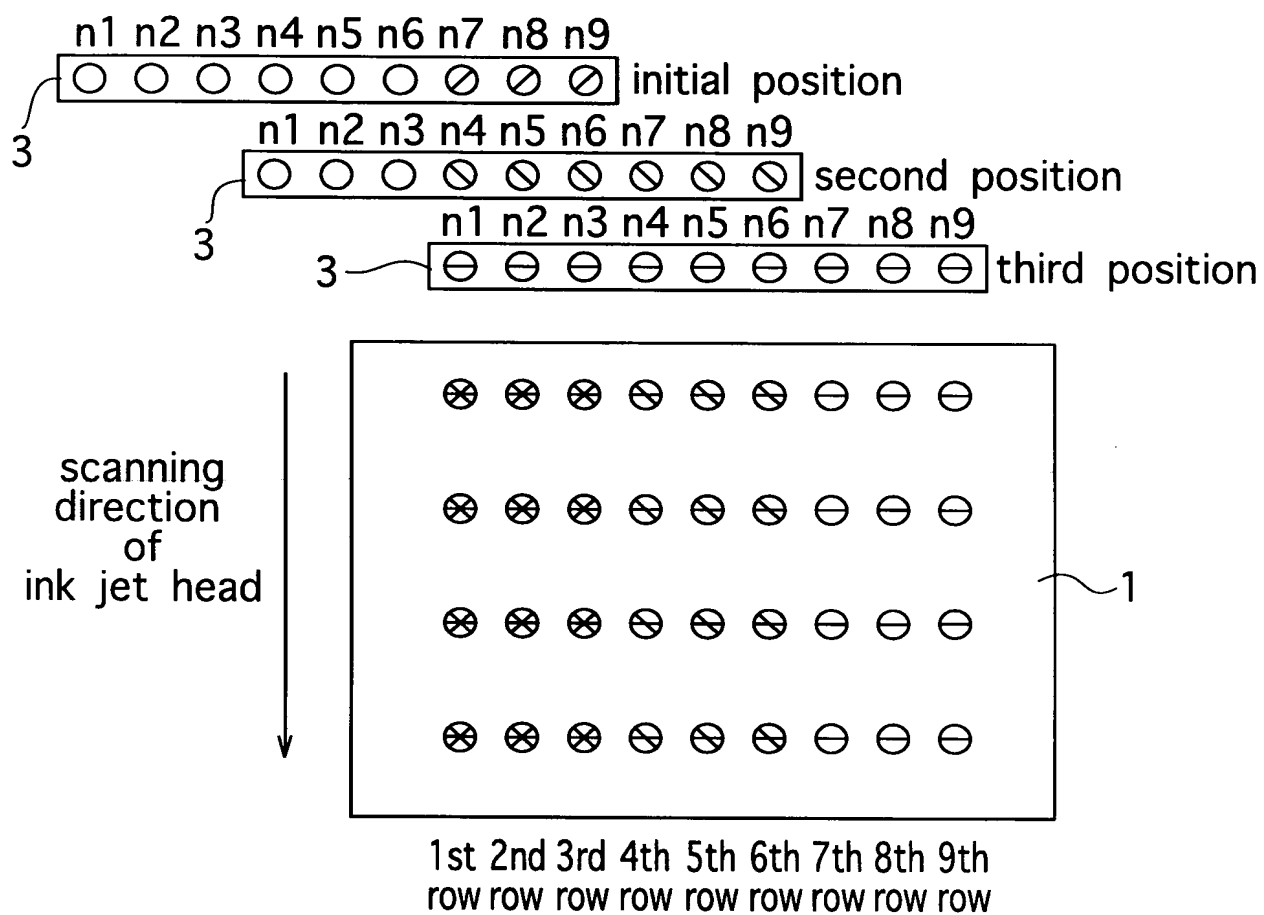 n1 n2 n3 n4 n5 n6 n7 n8 n9
initial position
3
n1 n2 n3 n4 n5 n6 n7 n8 n9
second position
3
n1 n2 n3 n4 n5 n6 n7 n8 n9
3
third position
scanning
direction
of
ink jet head
1
1st 2nd 3rd 4th 5th 6th 7th 8th 9th
row row row row row row row row row